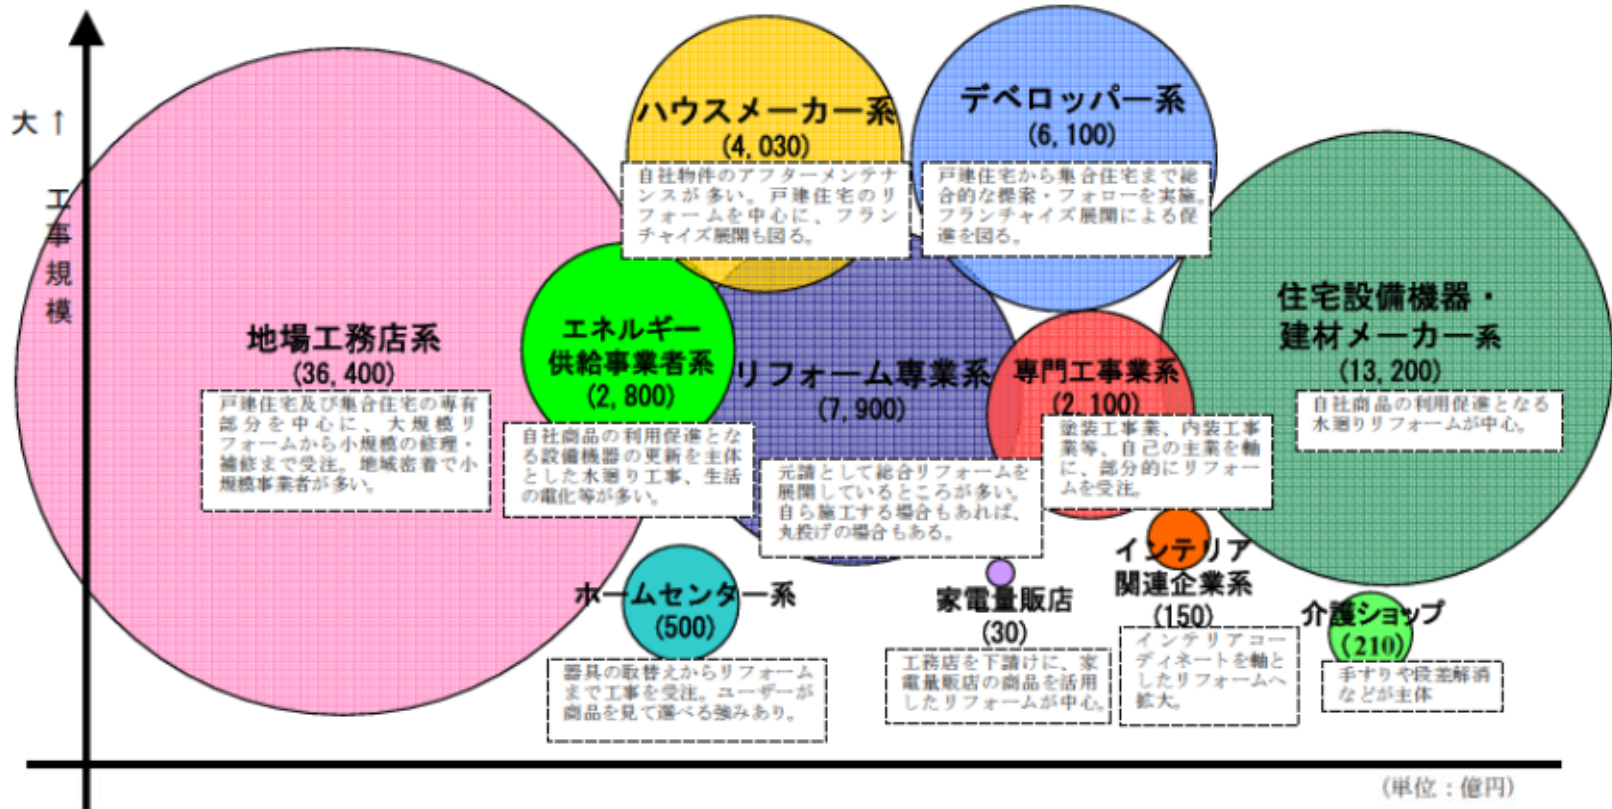 大 ↑
工事規模
地場工務店系
(36,400)
戸建住宅及び集合住宅の専有
部分を中心に、大規模リ
フォームから小規模の修理・
補修まで受注。地域密着で小
規模事業者が多い。
ハウスメーカー系
(4,030)
自社物件のアフターメンテナ
ンスが多い。戸建住宅のリ
フォームを中心に、フラン
チャイズ展開も図る。
デベロッパー系
(6,100)
戸建住宅から集合住宅まで総
合的な提案・フォローを実施。
フランチャイズ展開による促
進を図る。
エネルギー
供給事業者系
(2,800)
自社商品の利用促進とな
る設備機器の更新を主体
とした水廻り工事、生活
の電化等が多い。
リフォーム専業系
(7,900)
元請として総合リフォームを
展開しているところが多い。
自ら施工する場合もあれば、
丸投げの場合もある。
専門工事業系
(2,100)
塗装工事業、内装工事
業等、自己の主業を軸
に、部分的にリフォー
ムを受注。
住宅設備機器・
建材メーカー系
(13,200)
自社商品の利用促進となる
水廻りリフォームが中心。
ホームセンター系
(500)
器具の取替えからリフォーム
まで工事を受注。ユーザーが
商品を見て選べる強みあり。
家電量販店
(30)
工務店を下請けに、家
電量販店の商品を活用
したリフォームが中心。
インテリア
関連企業系
(150)
インテリアコー
ディネートを軸と
したリフォームへ
拡大。
介護ショップ
(210)
手すりや段差解消
などが主体
(単位：億円)